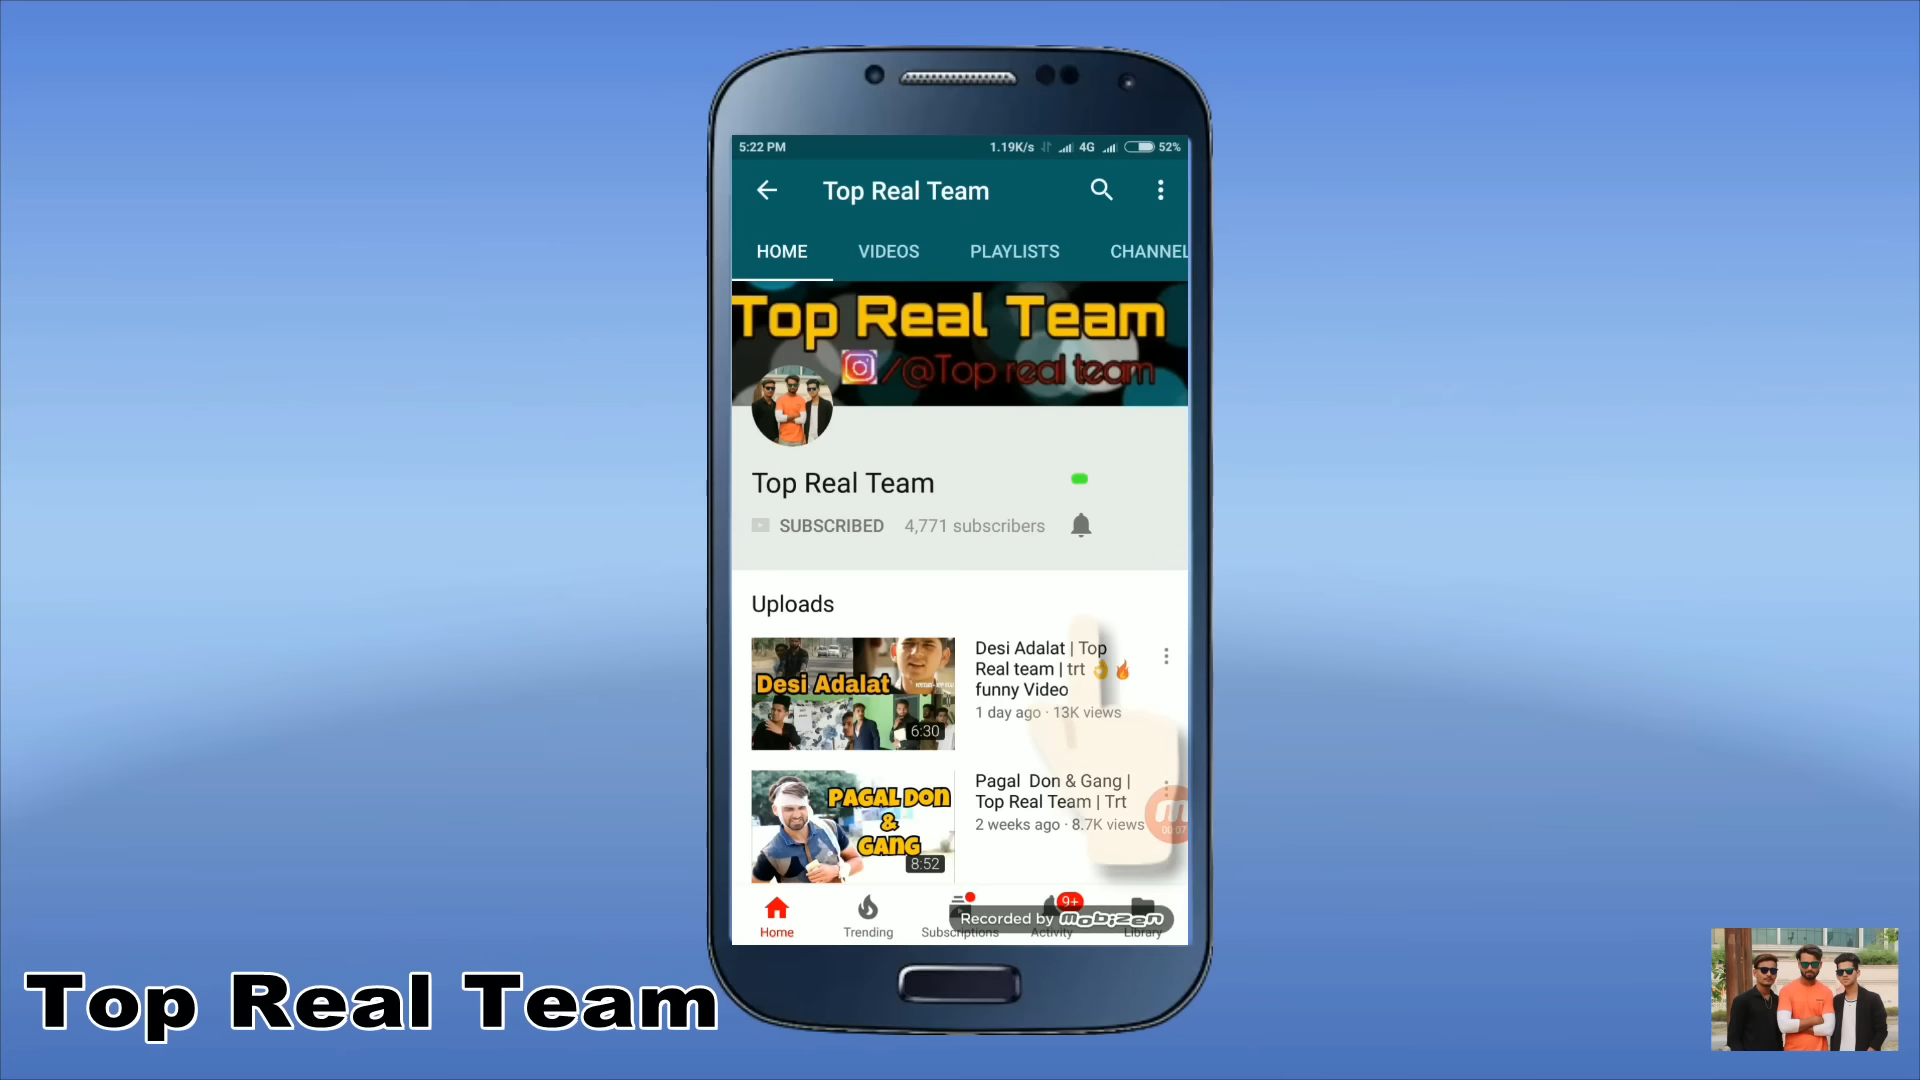 5:22 PM 1.19K/s 4G 52%
Top Real Team
HOME VIDEOS PLAYLISTS CHANNEL
Top Real Team
/@Top real team
Top Real Team
SUBSCRIBED 4,771 subscribers
Uploads
Desi Adalat
6:30
Desi Adalat | Top
Real team | trt 👌🔥
funny Video
1 day ago · 13K views
PAGAL DON
&
GANG
8:52
Pagal Don & Gang |
Top Real Team | Trt
2 weeks ago · 8.7K views
00:07
9+
Recorded by mobizen
Home Trending Subscriptions Activity Library
Top Real Team